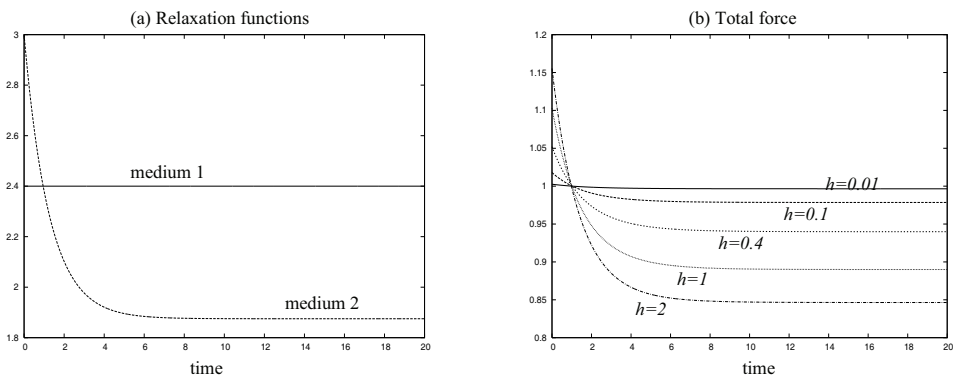 (a) Relaxation functions
3
2.8
2.6
2.4
2.2
2
1.8
medium 1
medium 2
0 2 4 6 8 10 12 14 16 18 20
time
(b) Total force
1.2
1.15
1.1
1.05
1
0.95
0.9
0.85
0.8
h=0.01
h=0.1
h=0.4
h=1
h=2
0 2 4 6 8 10 12 14 16 18 20
time